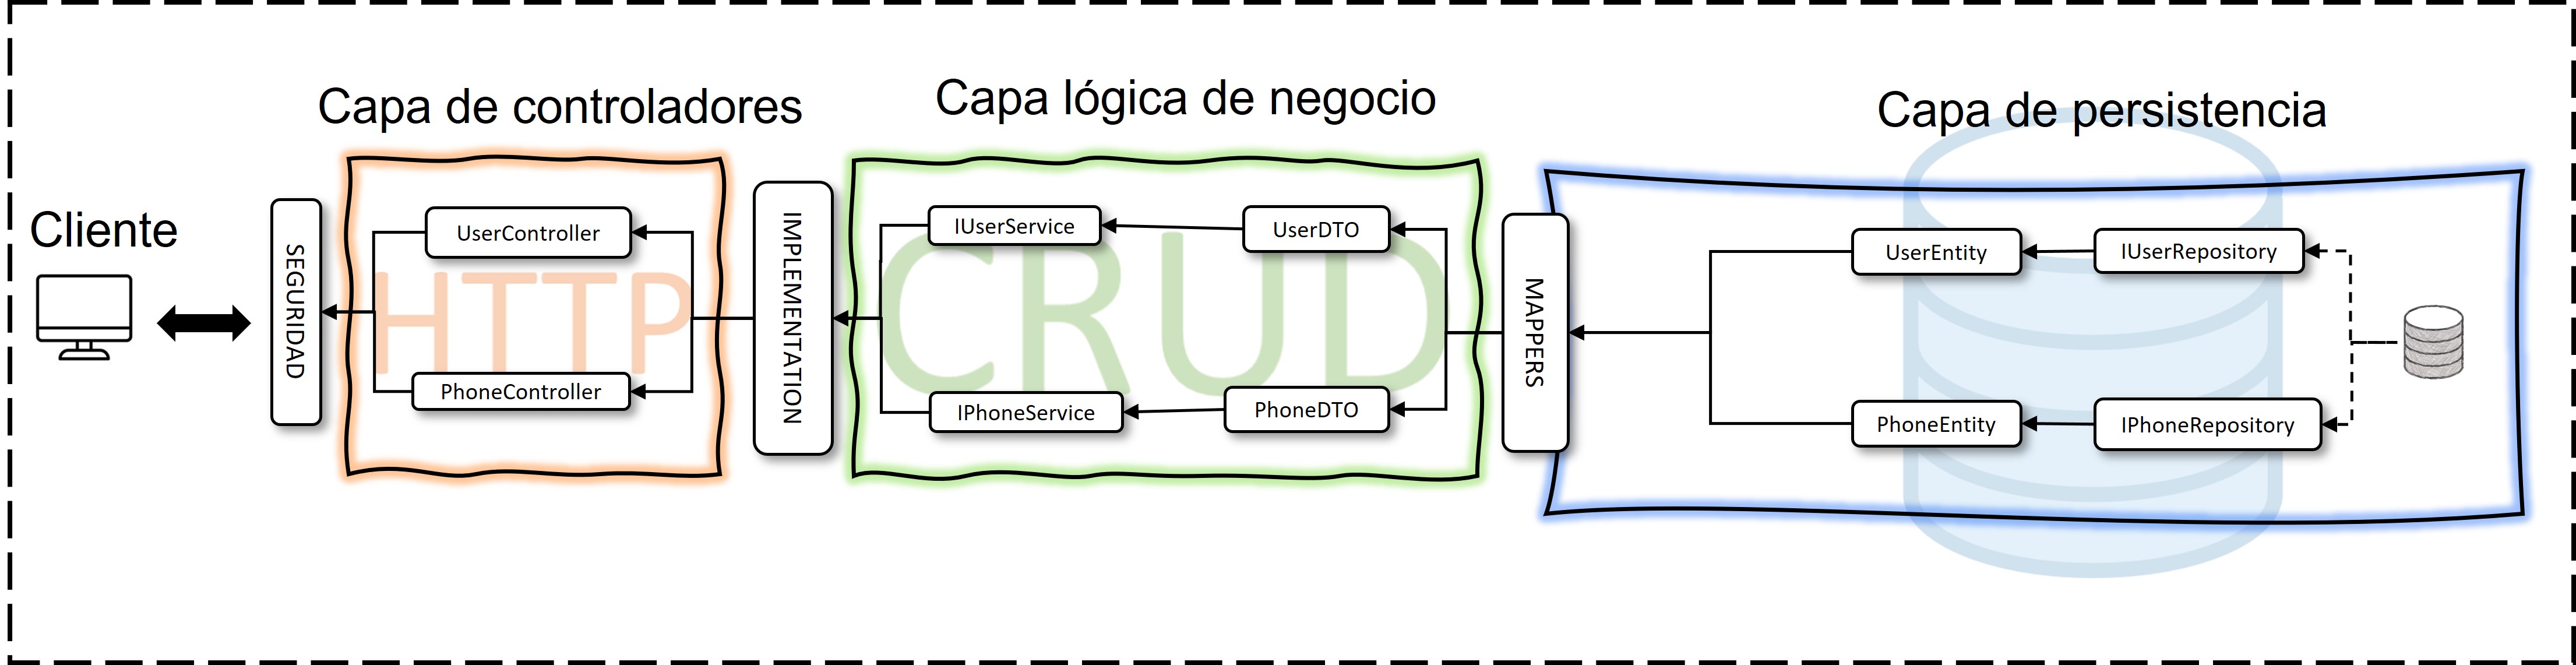 Cliente
SEGURIDAD
Capa de controladores
HTTP
UserController
PhoneController
IMPLEMENTATION
Capa lógica de negocio
CRUD
IUserService
UserDTO
IPhoneService
PhoneDTO
MAPPERS
Capa de persistencia
UserEntity
IUserRepository
PhoneEntity
IPhoneRepository